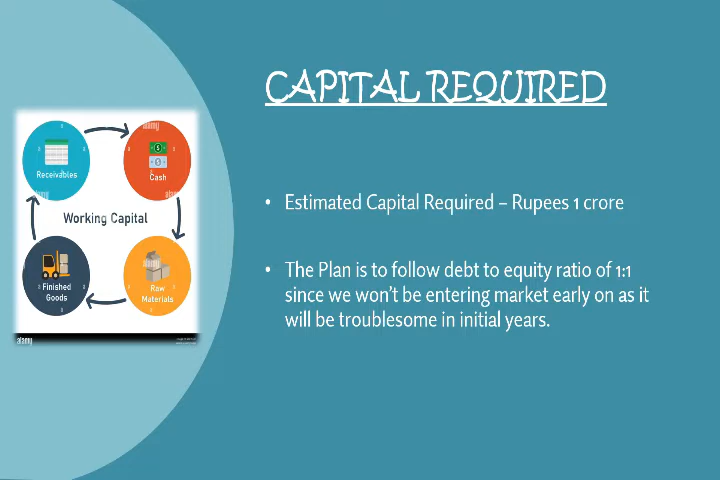 CAPITAL REQUIRED
alamy
Receivables
Cash
Working Capital
Finished
Goods
Raw
Materials
alamy
• Estimated Capital Required – Rupees 1 crore
• The Plan is to follow debt to equity ratio of 1:1
since we won't be entering market early on as it
will be troublesome in initial years.